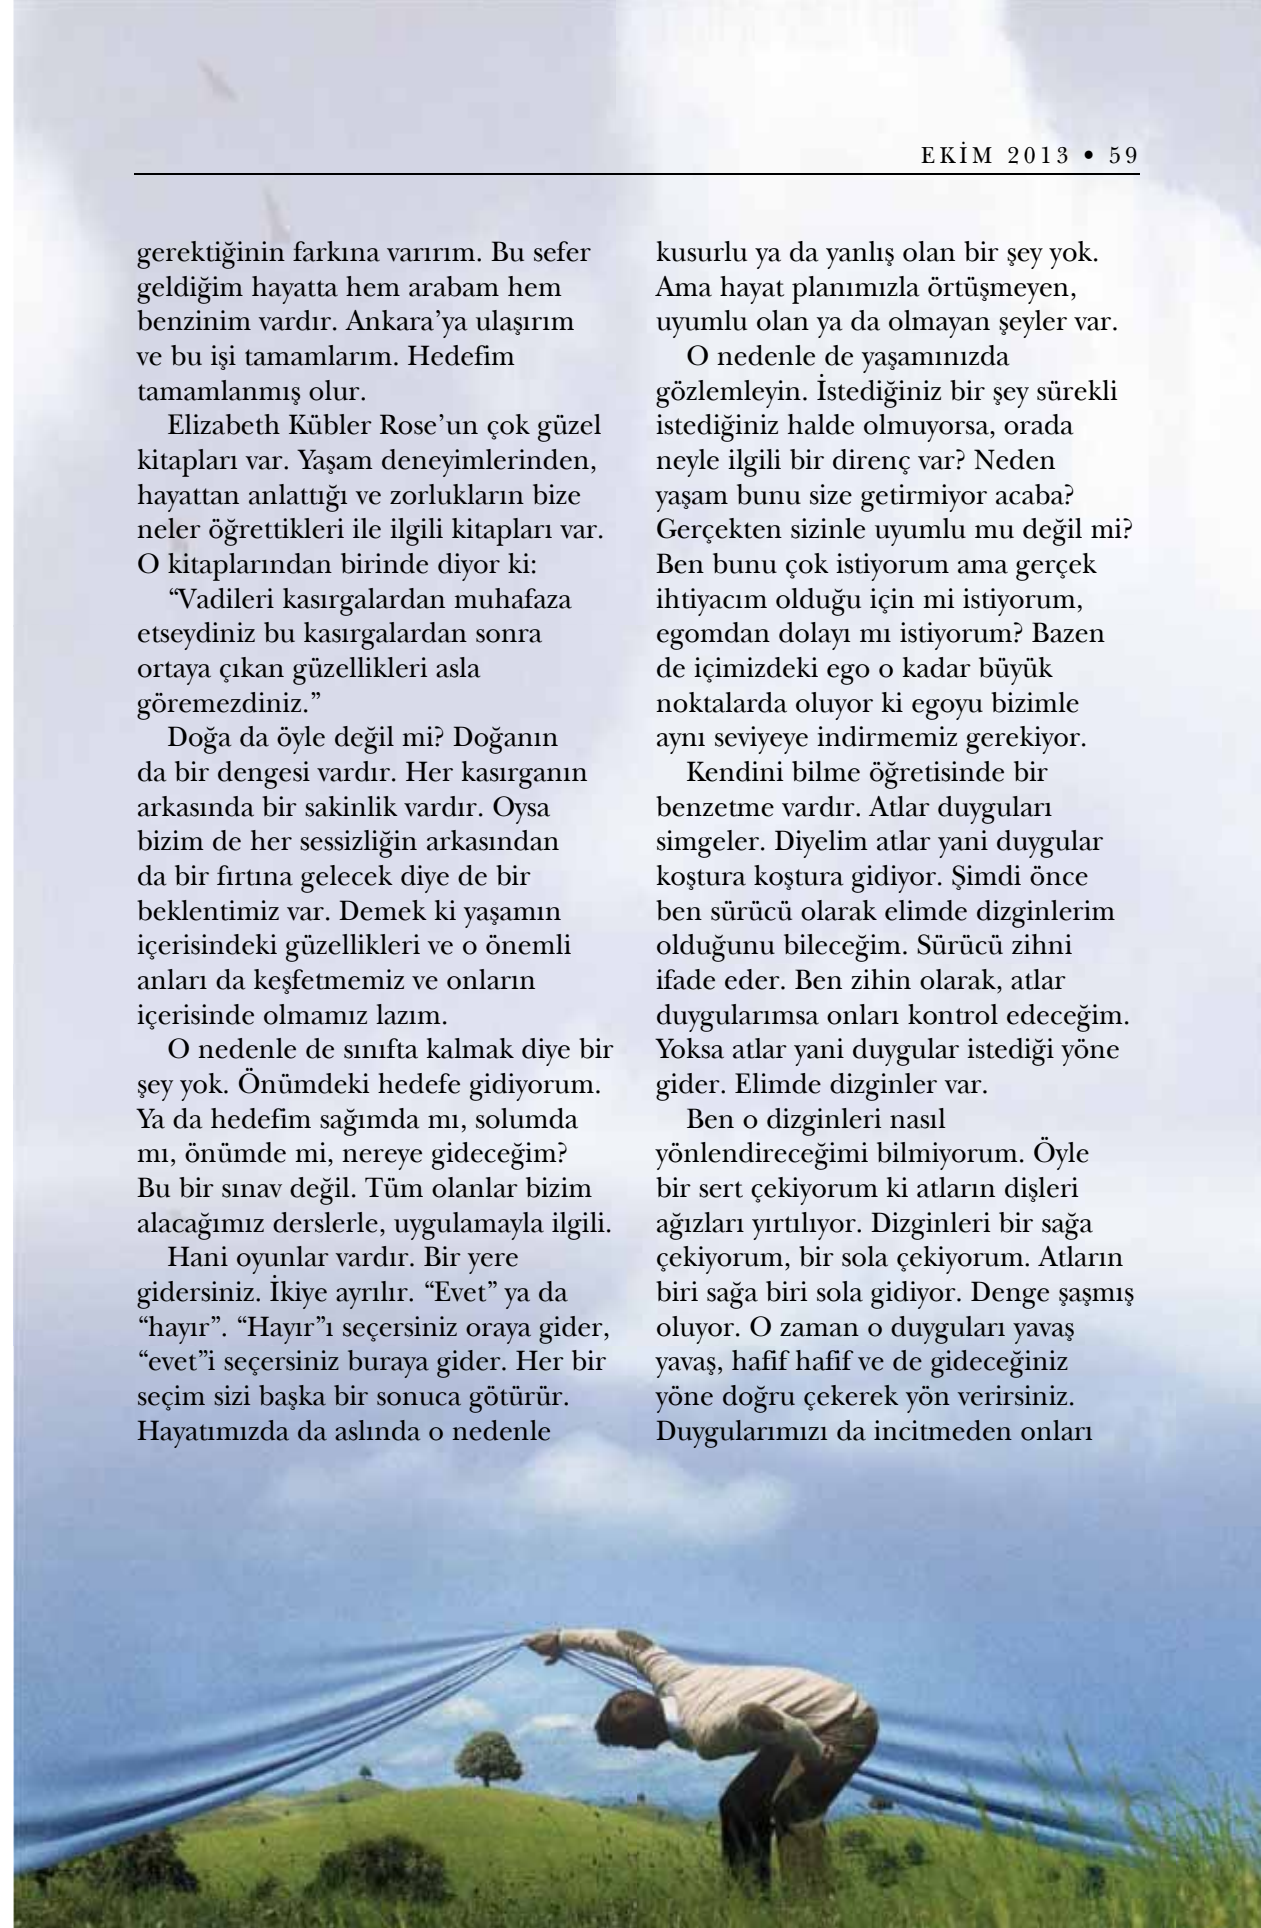 EKİM 2013 • 59
gerektiğinin farkına varırım. Bu sefer
geldiğim hayatta hem arabam hem
benzinim vardır. Ankara’ya ulaşırım
ve bu işi tamamlarım. Hedefim
tamamlanmış olur.
Elizabeth Kübler Rose’un çok güzel
kitapları var. Yaşam deneyimlerinden,
hayattan anlattığı ve zorlukların bize
neler öğrettikleri ile ilgili kitapları var.
O kitaplarından birinde diyor ki:
“Vadileri kasırgalardan muhafaza
etseydiniz bu kasırgalardan sonra
ortaya çıkan güzellikleri asla
göremezdiniz.”
Doğa da öyle değil mi? Doğanın
da bir dengesi vardır. Her kasırganın
arkasında bir sakinlik vardır. Oysa
bizim de her sessizliğin arkasından
da bir fırtına gelecek diye de bir
beklentimiz var. Demek ki yaşamın
içerisindeki güzellikleri ve o önemli
anları da keşfetmemiz ve onların
içerisinde olmamız lazım.
O nedenle de sınıfta kalmak diye bir
şey yok. Önümdeki hedefe gidiyorum.
Ya da hedefim sağımda mı, solumda
mı, önümde mi, nereye gideceğim?
Bu bir sınav değil. Tüm olanlar bizim
alacağımız derslerle, uygulamayla ilgili.
Hani oyunlar vardır. Bir yere
gidersiniz. İkiye ayrılır. “Evet” ya da
“hayır”. “Hayır”ı seçersiniz oraya gider,
“evet”i seçersiniz buraya gider. Her bir
seçim sizi başka bir sonuca götürür.
Hayatımızda da aslında o nedenle
kusurlu ya da yanlış olan bir şey yok.
Ama hayat planımızla örtüşmeyen,
uyumlu olan ya da olmayan şeyler var.
O nedenle de yaşamınızda
gözlemleyin. İstediğiniz bir şey sürekli
istediğiniz halde olmuyorsa, orada
neyle ilgili bir direnç var? Neden
yaşam bunu size getirmiyor acaba?
Gerçekten sizinle uyumlu mu değil mi?
Ben bunu çok istiyorum ama gerçek
ihtiyacım olduğu için mi istiyorum,
egomdan dolayı mı istiyorum? Bazen
de içimizdeki ego o kadar büyük
noktalarda oluyor ki egoyu bizimle
aynı seviyeye indirmemiz gerekiyor.
Kendini bilme öğretisinde bir
benzetme vardır. Atlar duyguları
simgeler. Diyelim atlar yani duygular
koştura koştura gidiyor. Şimdi önce
ben sürücü olarak elimde dizginlerim
olduğunu bileceğim. Sürücü zihni
ifade eder. Ben zihin olarak, atlar
duygularımsa onları kontrol edeceğim.
Yoksa atlar yani duygular istediği yöne
gider. Elimde dizginler var.
Ben o dizginleri nasıl
yönlendireceğimi bilmiyorum. Öyle
bir sert çekiyorum ki atların dişleri
ağızları yırtılıyor. Dizginleri bir sağa
çekiyorum, bir sola çekiyorum. Atların
biri sağa biri sola gidiyor. Denge şaşmış
oluyor. O zaman o duyguları yavaş
yavaş, hafif hafif ve de gideceğiniz
yöne doğru çekerek yön verirsiniz.
Duygularımızı da incitmeden onları